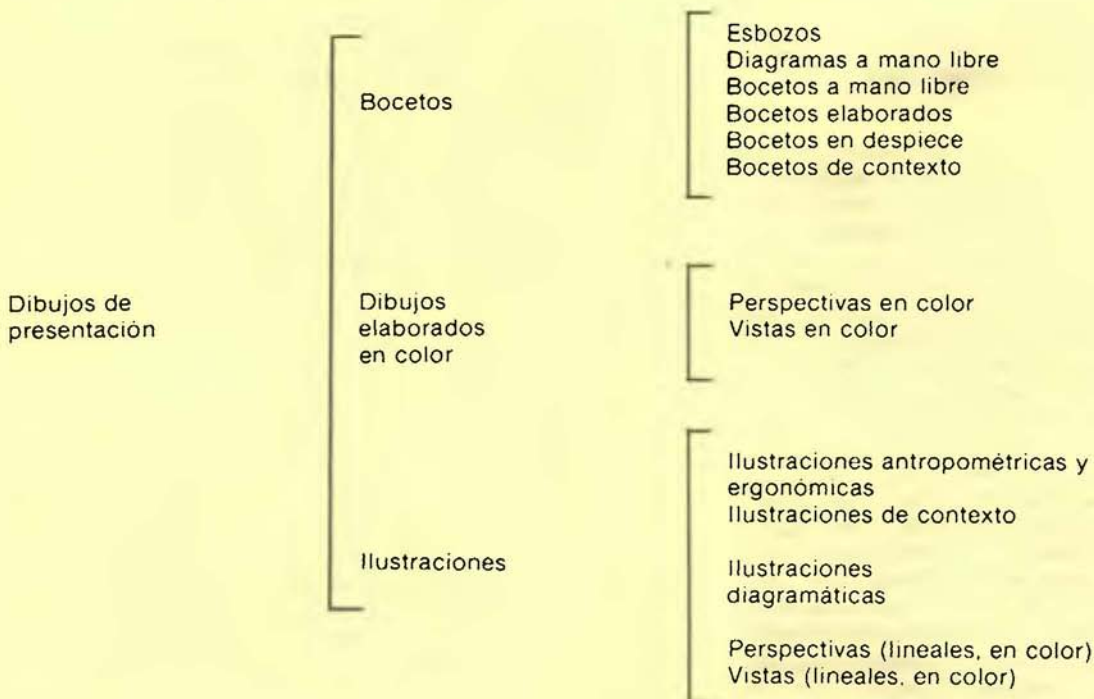 Dibujos de
presentación
Bocetos
Esbozos
Diagramas a mano libre
Bocetos a mano libre
Bocetos elaborados
Bocetos en despiece
Bocetos de contexto
Dibujos
elaborados
en color
Perspectivas en color
Vistas en color
Ilustraciones
Ilustraciones antropométricas y
ergonómicas
Ilustraciones de contexto
Ilustraciones
diagramáticas
Perspectivas (lineales, en color)
Vistas (lineales, en color)